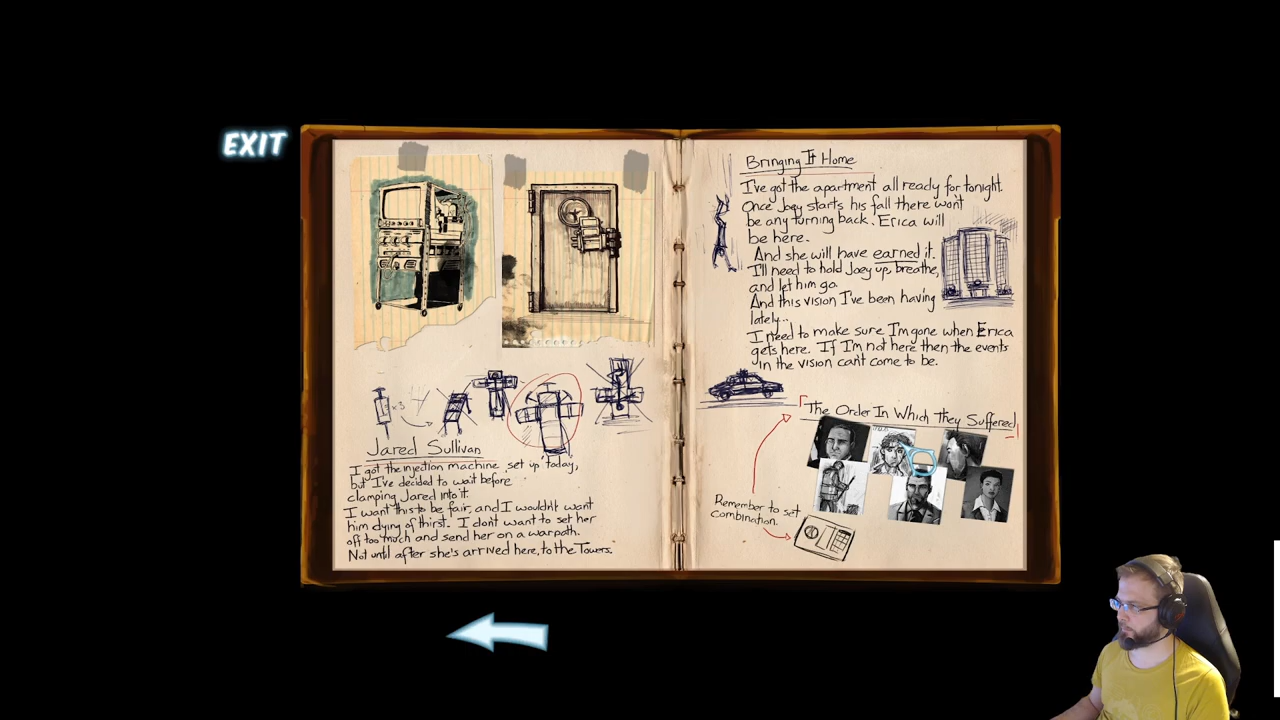 EXIT
Jared Sullivan
I got the injection machine set up today,
but I've decided to wait before
clamping Jared into it.
I want this to be fair, and I wouldn't want
him dying of thirst. I dont want to set her
off too much and send her on a warpath.
Not until after she's arrived here, to the Towers.
x3
Bringing It Home
I've got the apartment all ready for tonight.
Once Joey starts his fall there won't
be any turning back. Erica will
be here.
And she will have earned it.
I'll need to hold Joey up, breathe,
and let him go.
And this vision I've been having
lately...
I need to make sure I'm gone when Erica
gets here. If I'm not here then the events
in the vision can't come to be.
The Order In Which They Suffered
Remember to set
combination.